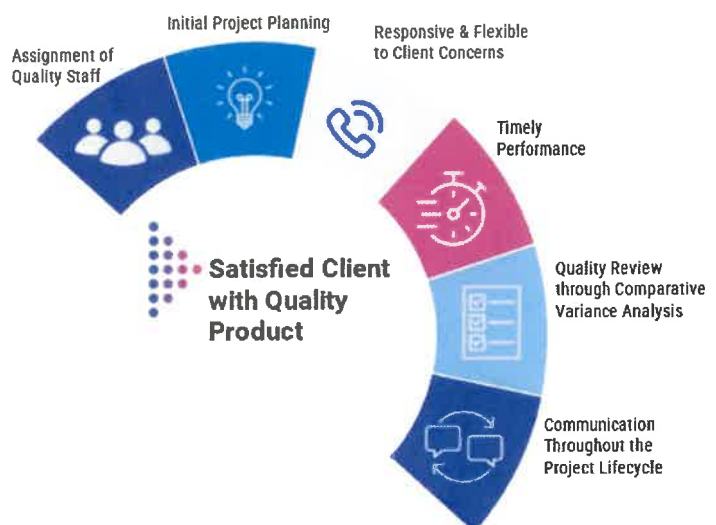 Assignment of
Quality Staff
Initial Project Planning
Responsive & Flexible
to Client Concerns
Timely
Performance
Quality Review
through Comparative
Variance Analysis
Communication
Throughout the
Project Lifecycle
Satisfied Client
with Quality
Product